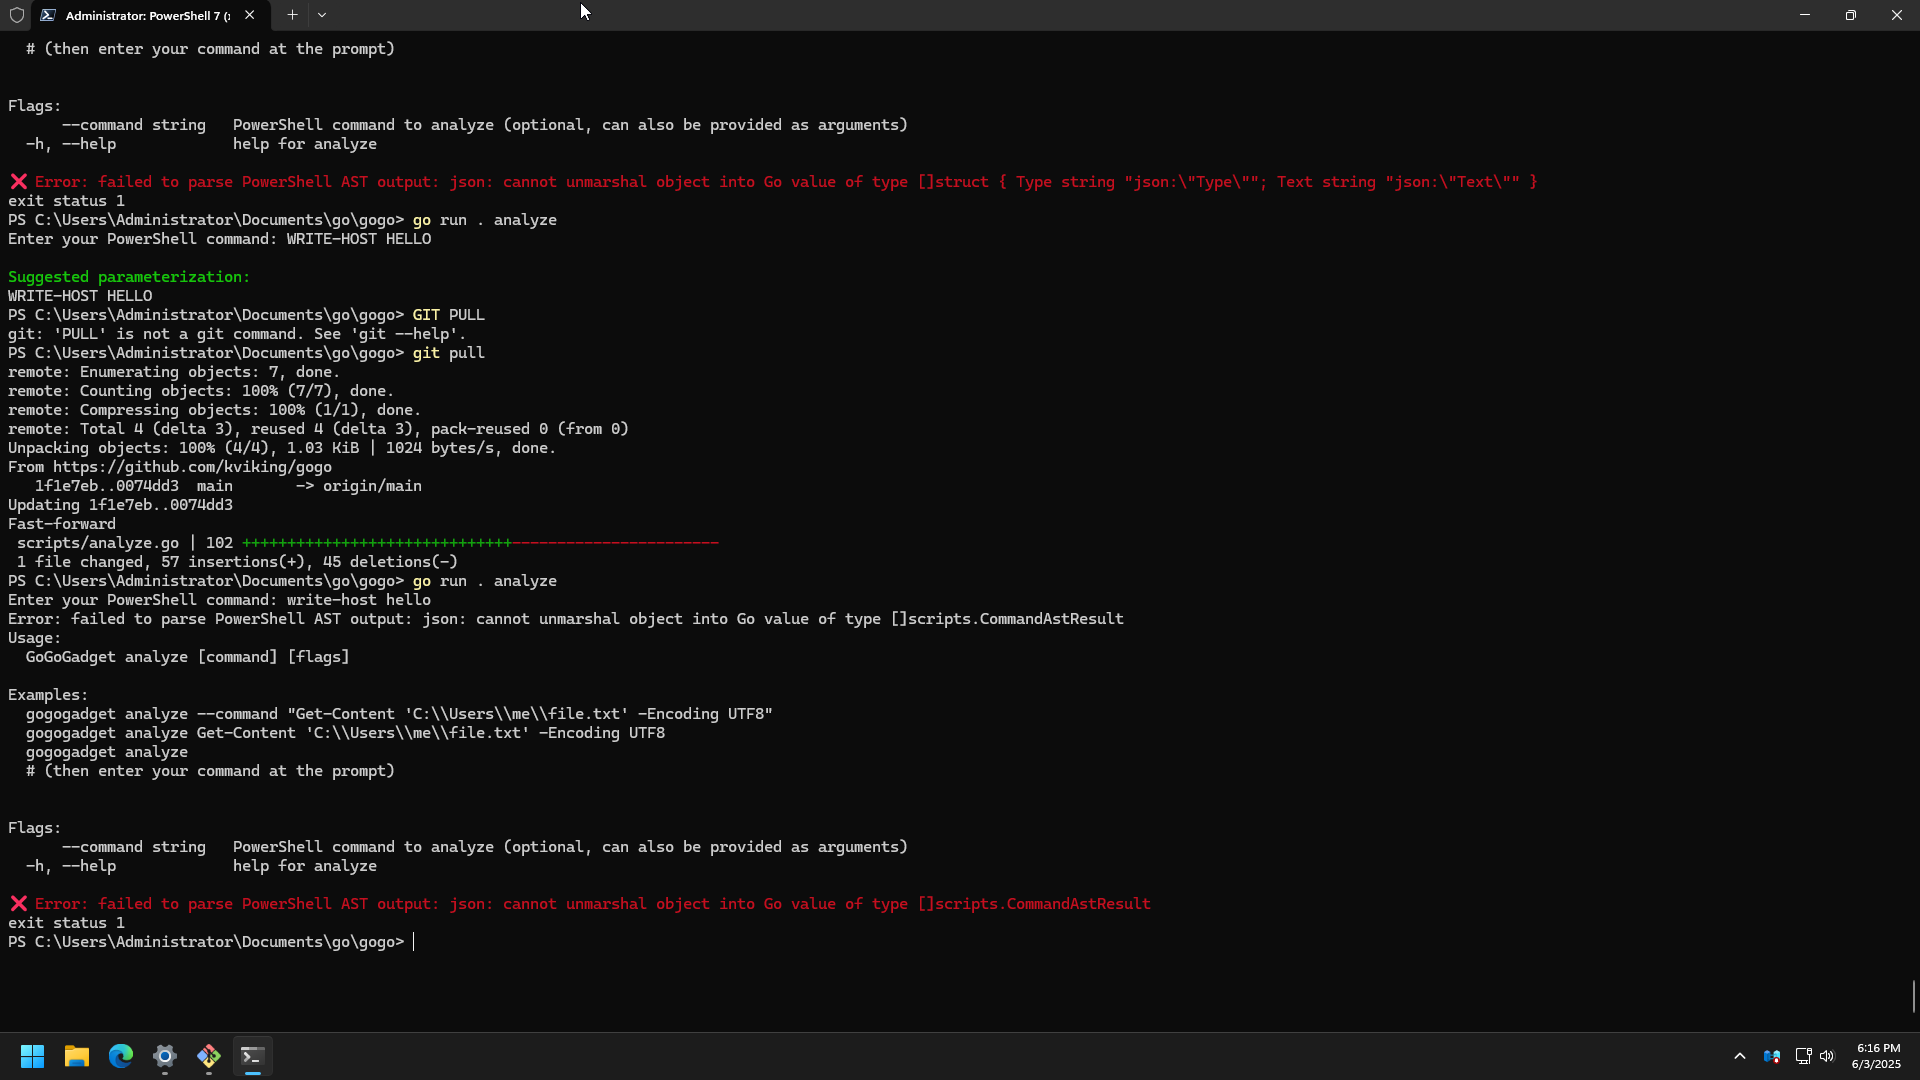 Administrator: PowerShell 7 (
# (then enter your command at the prompt)
Flags:
--command string   PowerShell command to analyze (optional, can also be provided as arguments)
-h, --help             help for analyze
❌ Error: failed to parse PowerShell AST output: json: cannot unmarshal object into Go value of type []struct { Type string "json:\"Type\""; Text string "json:\"Text\"" }
exit status 1
PS C:\Users\Administrator\Documents\go\gogo> go run . analyze
Enter your PowerShell command: WRITE-HOST HELLO
Suggested parameterization:
WRITE-HOST HELLO
PS C:\Users\Administrator\Documents\go\gogo> GIT PULL
git: 'PULL' is not a git command. See 'git --help'.
PS C:\Users\Administrator\Documents\go\gogo> git pull
remote: Enumerating objects: 7, done.
remote: Counting objects: 100% (7/7), done.
remote: Compressing objects: 100% (1/1), done.
remote: Total 4 (delta 3), reused 4 (delta 3), pack-reused 0 (from 0)
Unpacking objects: 100% (4/4), 1.03 KiB | 1024 bytes/s, done.
From https://github.com/kviking/gogo
1f1e7eb..0074dd3  main       -> origin/main
Updating 1f1e7eb..0074dd3
Fast-forward
scripts/analyze.go | 102 ++++++++++++++++++++++++++++++-----------------------
1 file changed, 57 insertions(+), 45 deletions(-)
PS C:\Users\Administrator\Documents\go\gogo> go run . analyze
Enter your PowerShell command: write-host hello
Error: failed to parse PowerShell AST output: json: cannot unmarshal object into Go value of type []scripts.CommandAstResult
Usage:
GoGoGadget analyze [command] [flags]
Examples:
gogogadget analyze --command "Get-Content 'C:\\Users\\me\\file.txt' -Encoding UTF8"
gogogadget analyze Get-Content 'C:\\Users\\me\\file.txt' -Encoding UTF8
gogogadget analyze
# (then enter your command at the prompt)
Flags:
--command string   PowerShell command to analyze (optional, can also be provided as arguments)
-h, --help             help for analyze
❌ Error: failed to parse PowerShell AST output: json: cannot unmarshal object into Go value of type []scripts.CommandAstResult
exit status 1
PS C:\Users\Administrator\Documents\go\gogo>
6:16 PM
6/3/2025